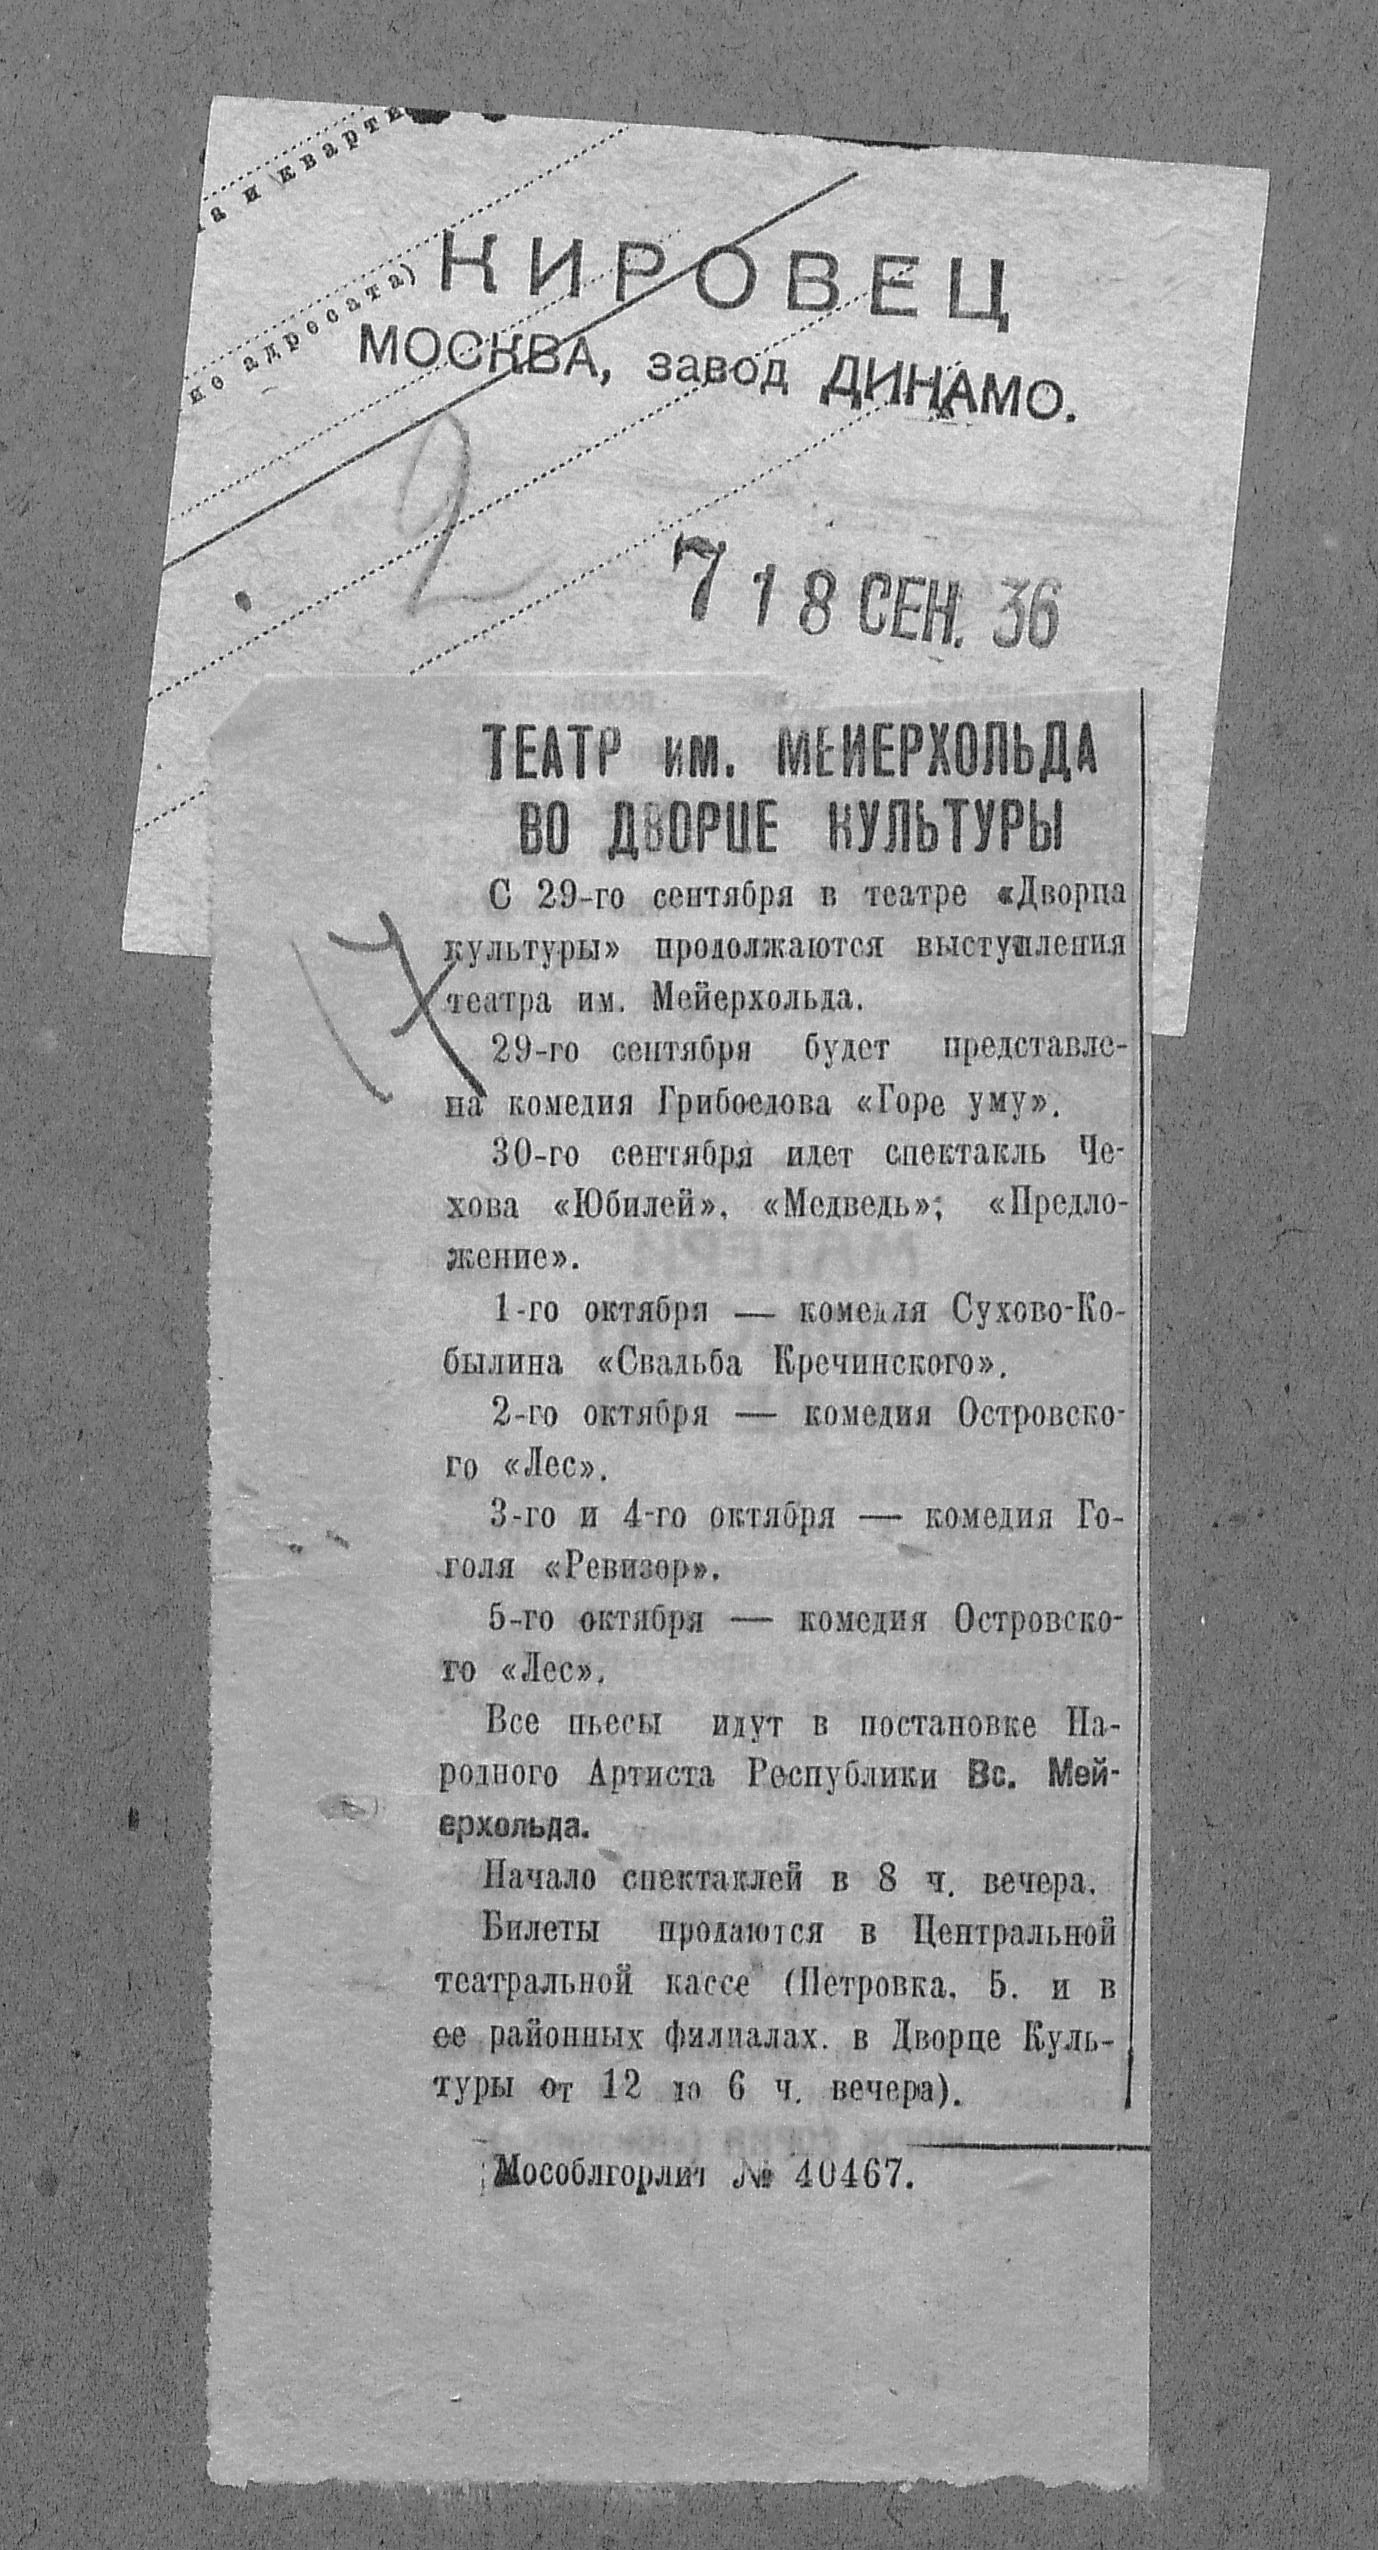 а и кварти
ие адресата)
КИРОВЕЦ
МОСКВА, завод ДИНАМО.
2
7 18 СЕН. 36
ТЕАТР им. МЕЙЕРХОЛЬДА
ВО ДВОРЦЕ КУЛЬТУРЫ
С 29-го сентября в театре «Дворца
культуры» продолжаются выступления
театра им. Мейерхольда.
29-го сентября будет представле-
на комедия Грибоедова «Горе уму».
30-го сентября идет спектакль Че-
хова «Юбилей», «Медведь»; «Предло-
жение».
1-го октября — комедия Сухово-Ко-
былина «Свадьба Кречинского».
2-го октября — комедия Островско-
го «Лес».
3-го и 4-го октября — комедия Го-
голя «Ревизор».
5-го октября — комедия Островско-
го «Лес».
Все пьесы идут в постановке На-
родного Артиста Республики Вс. Мей-
ерхольда.
Начало спектаклей в 8 ч. вечера.
Билеты продаются в Центральной
театральной кассе (Петровка, 5. и в
ее районных филиалах. в Дворце Куль-
туры от 12 до 6 ч. вечера).
Мособлгорлит № 40467.